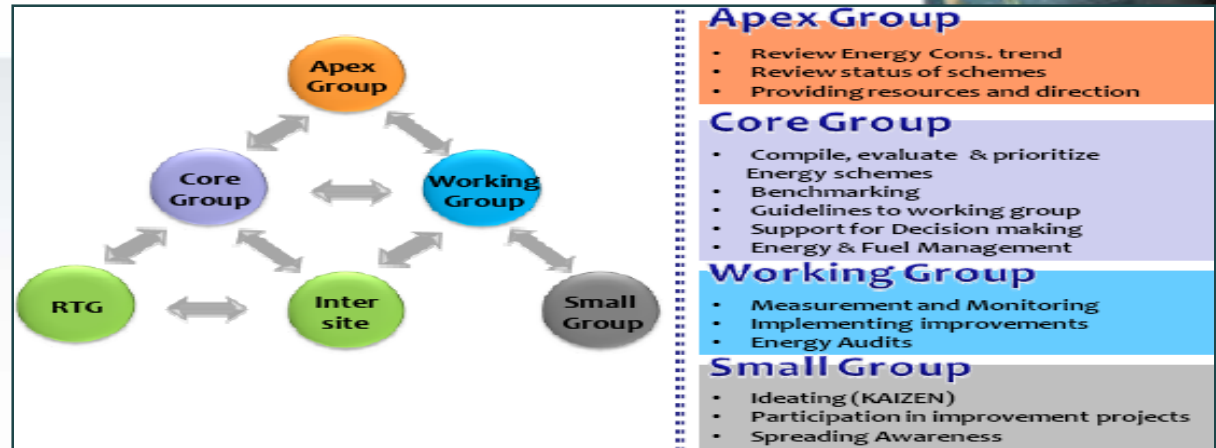 Apex
Group
Core
Group
Working
Group
RTG
Inter
site
Small
Group
Apex Group
• Review Energy Cons. trend
• Review status of schemes
• Providing resources and direction
Core Group
• Compile, evaluate & prioritize
Energy schemes
• Benchmarking
• Guidelines to working group
• Support for Decision making
• Energy & Fuel Management
Working Group
• Measurement and Monitoring
• Implementing improvements
• Energy Audits
Small Group
• Ideating (KAIZEN)
• Participation in improvement projects
• Spreading Awareness